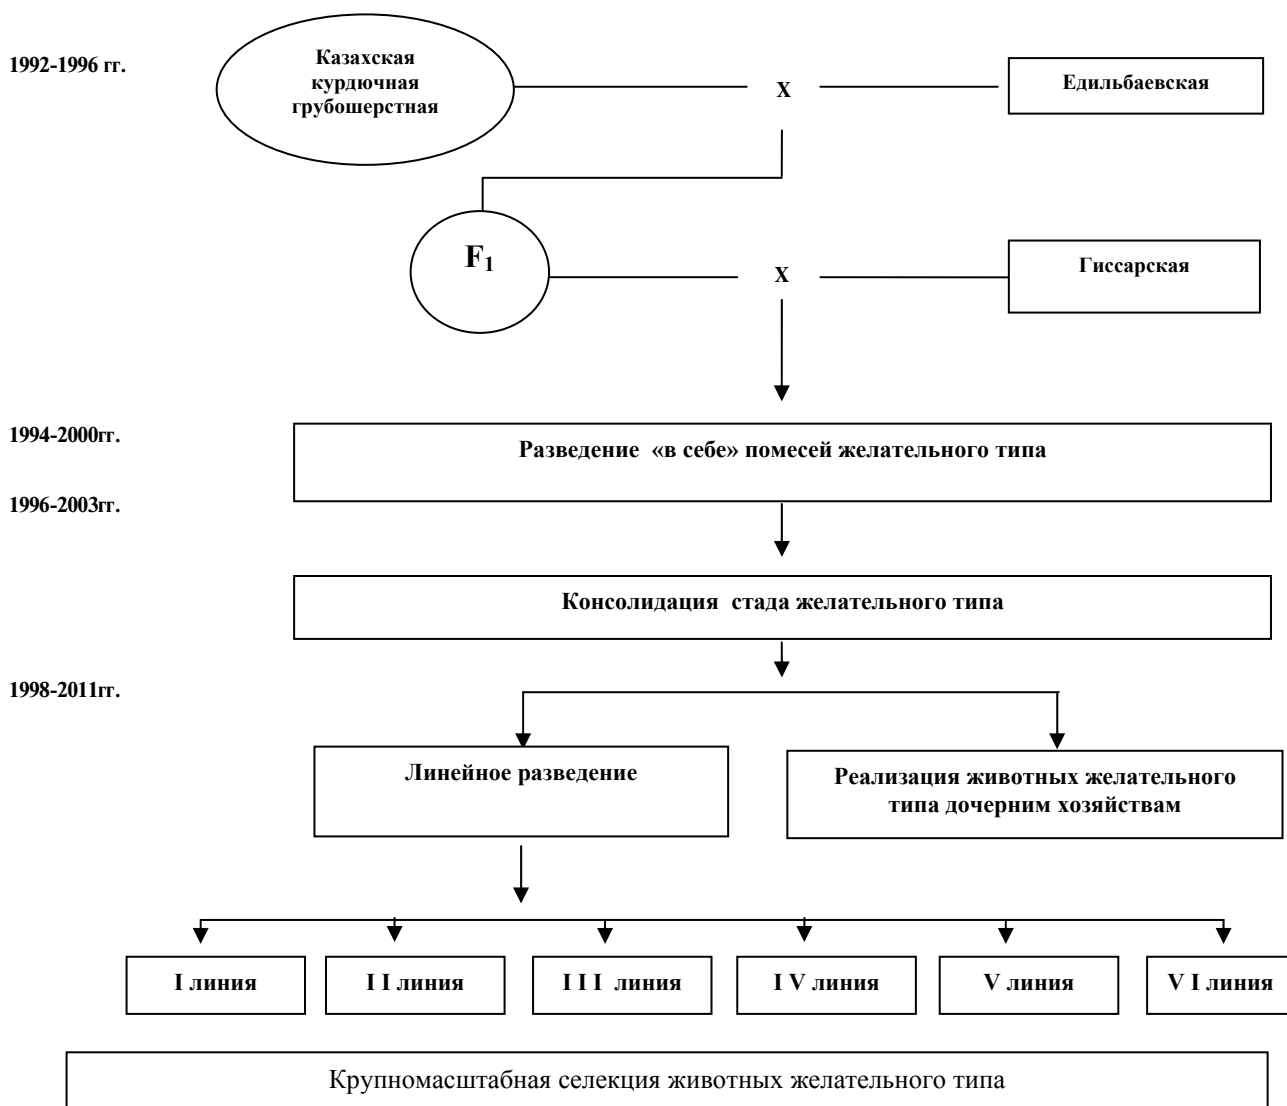 1992-1996 гг.
Казахская
курдючная
грубошерстная
X
Едильбаевская
F₁
X
Гиссарская
1994-2000гг.
Разведение «в себе» помесей желательного типа
1996-2003гг.
Консолидация стада желательного типа
1998-2011гг.
Линейное разведение
Реализация животных желательного
типа дочерним хозяйствам
I линия
I I линия
I I I линия
I V линия
V линия
V I линия
Крупномасштабная селекция животных желательного типа